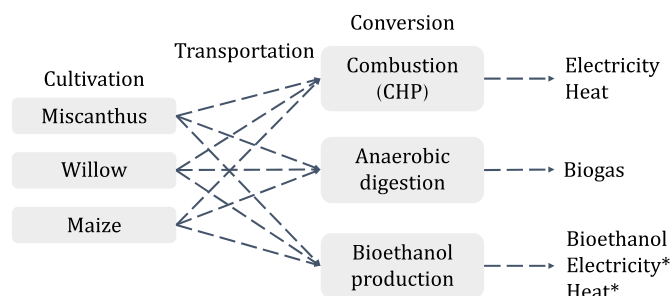 Conversion
Transportation
Cultivation
Miscanthus
Willow
Maize
Combustion
(CHP)
Anaerobic
digestion
Bioethanol
production
Electricity
Heat
Biogas
Bioethanol
Electricity*
Heat*